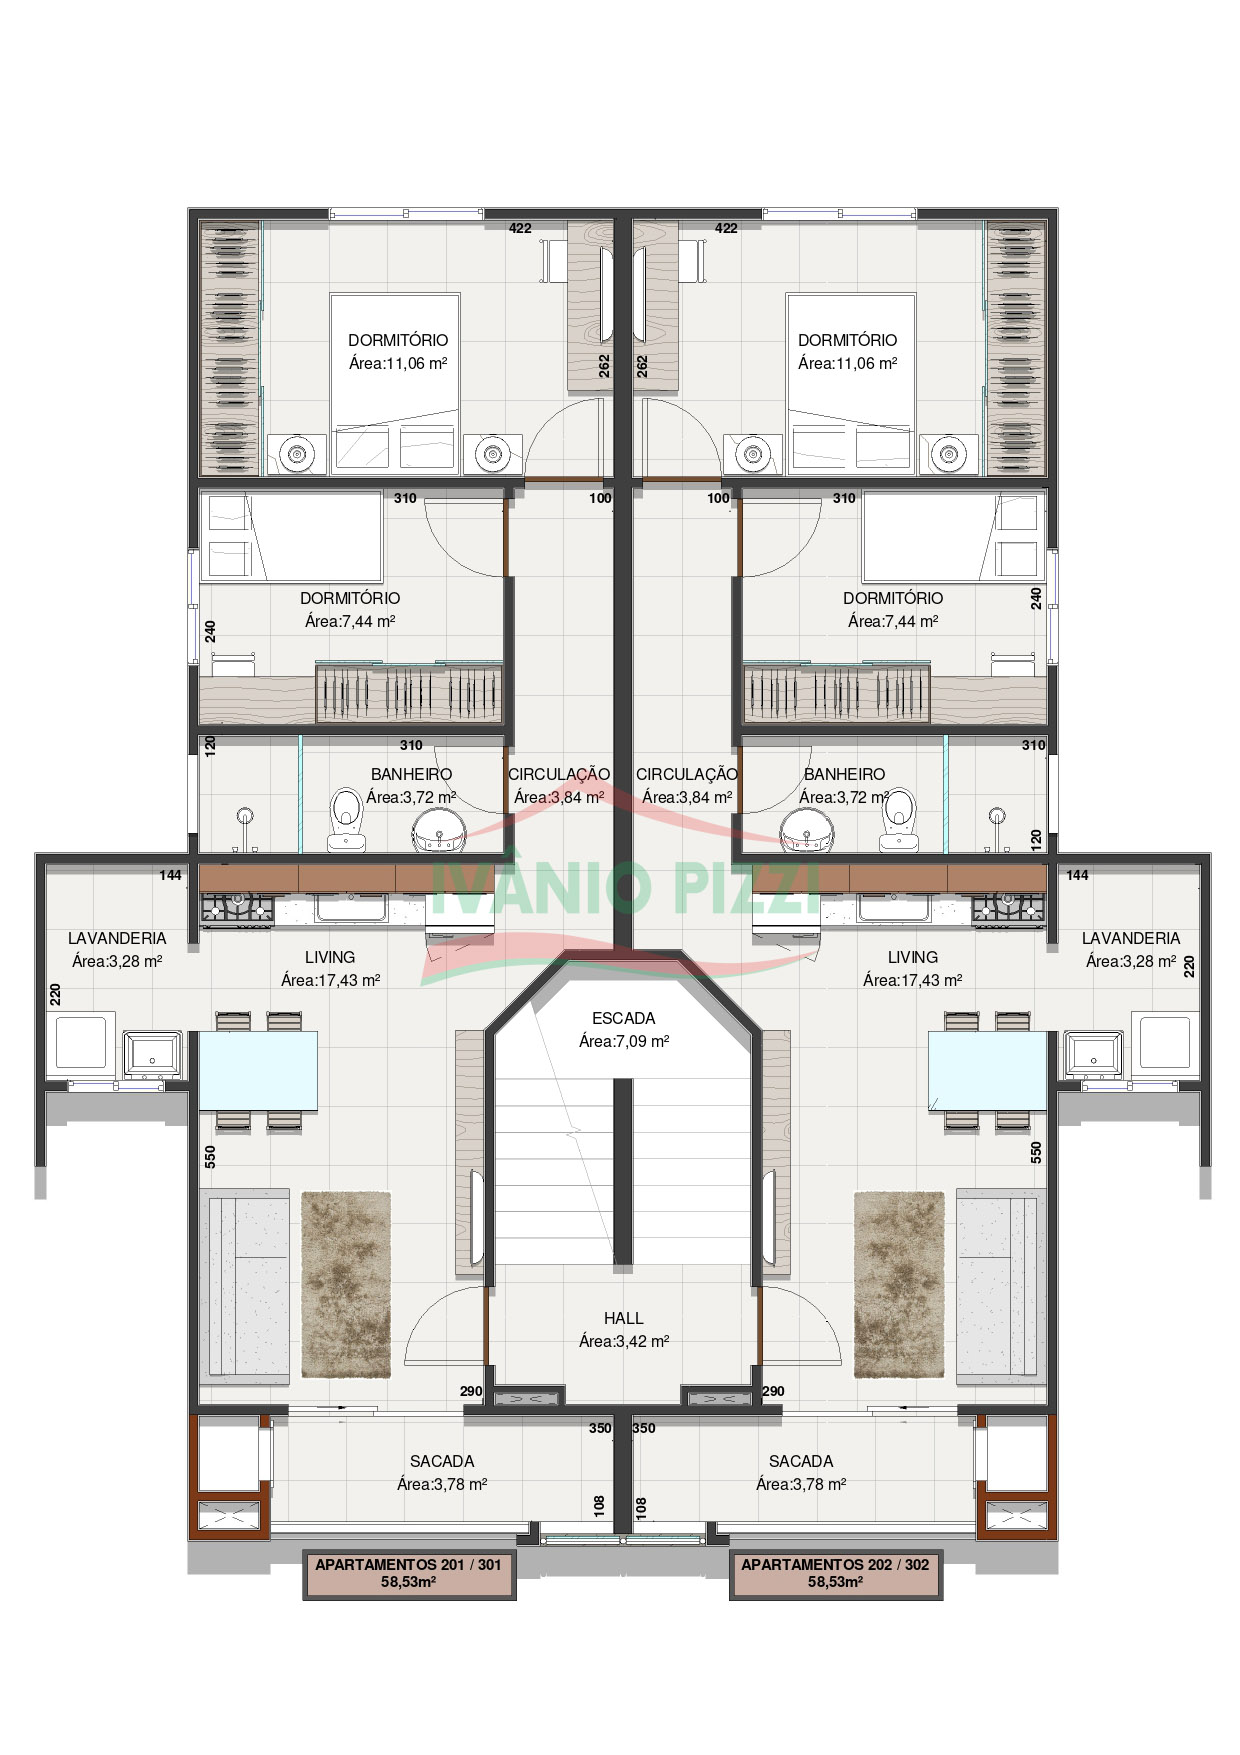 422
422
DORMITÓRIO
Área:11,06 m²
DORMITÓRIO
Área:11,06 m²
262
262
310
100
100
310
DORMITÓRIO
Área:7,44 m²
DORMITÓRIO
Área:7,44 m²
240
240
120
310
310
BANHEIRO
Área:3,72 m²
CIRCULAÇÃO
Área:3,84 m²
CIRCULAÇÃO
Área:3,84 m²
BANHEIRO
Área:3,72 m²
120
144
IVÂNIO PIZZI
144
LAVANDERIA
Área:3,28 m²
LIVING
Área:17,43 m²
LIVING
Área:17,43 m²
LAVANDERIA
Área:3,28 m²
220
220
ESCADA
Área:7,09 m²
550
550
HALL
Área:3,42 m²
290
290
350
350
SACADA
Área:3,78 m²
SACADA
Área:3,78 m²
108
108
APARTAMENTOS 201 / 301
58,53m²
APARTAMENTOS 202 / 302
58,53m²